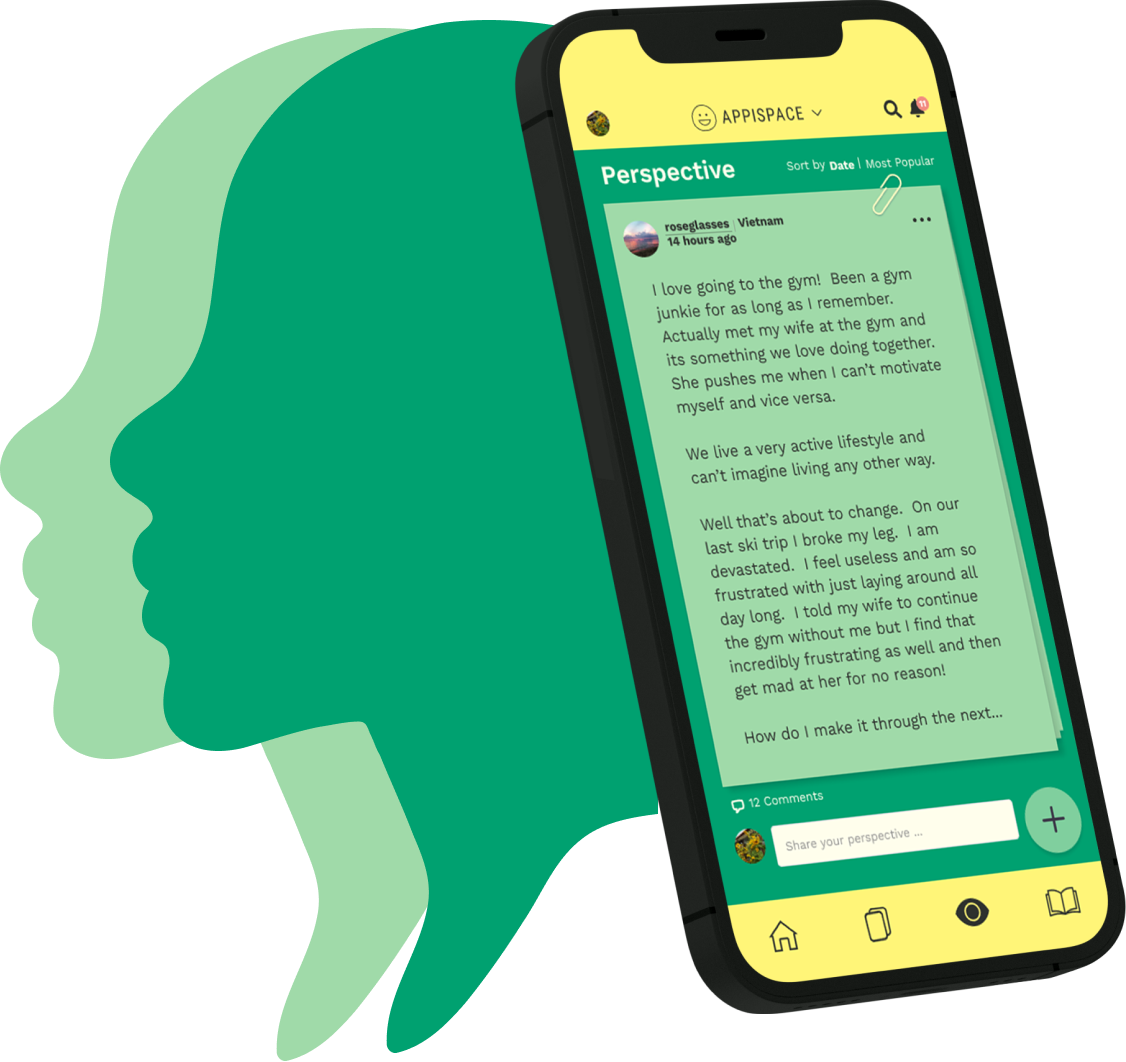 APPISPACE
11
Perspective
Sort by Date | Most Popular
roseglasses | Vietnam
14 hours ago
I love going to the gym! Been a gym
junkie for as long as I remember.
Actually met my wife at the gym and
its something we love doing together.
She pushes me when I can't motivate
myself and vice versa.
We live a very active lifestyle and
can't imagine living any other way.
Well that's about to change. On our
last ski trip I broke my leg. I am
devastated. I feel useless and am so
frustrated with just laying around all
day long. I told my wife to continue
the gym without me but I find that
incredibly frustrating as well and then
get mad at her for no reason!
How do I make it through the next...
12 Comments
Share your perspective ...